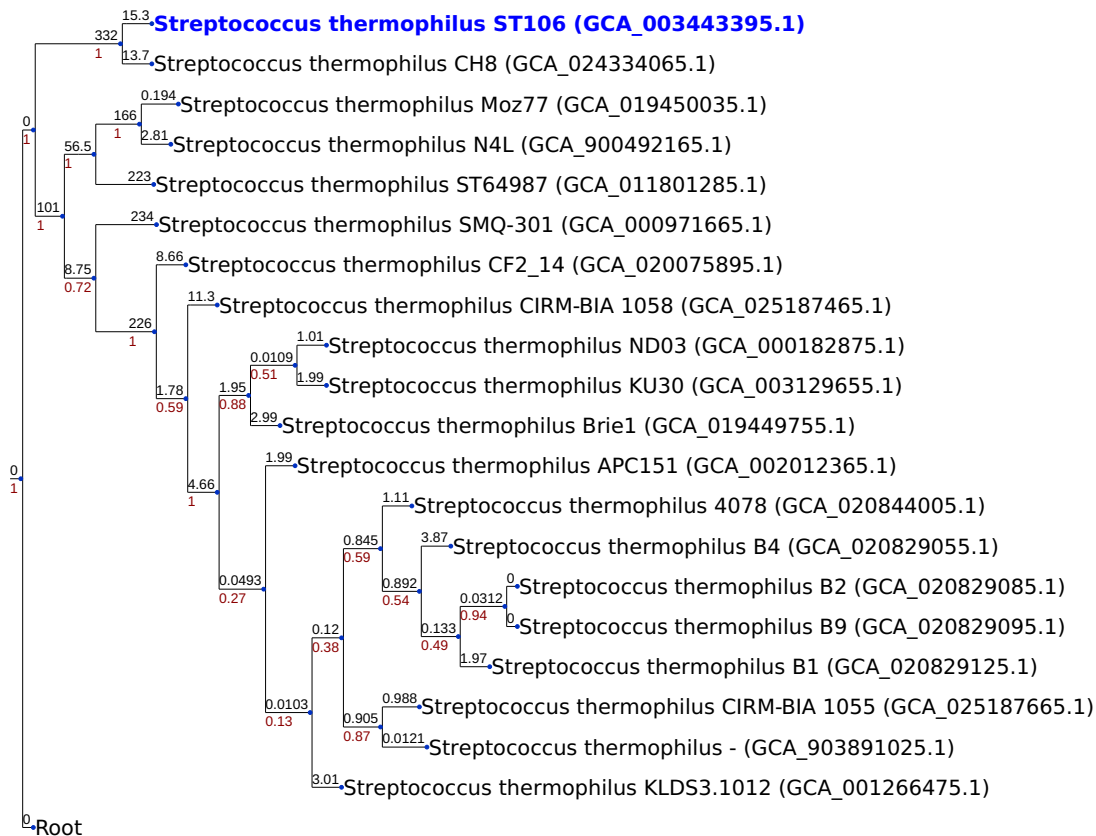 15.3
Streptococcus thermophilus ST106 (GCA_003443395.1)
332
1
13.7
Streptococcus thermophilus CH8 (GCA_024334065.1)
0.194
Streptococcus thermophilus Moz77 (GCA_019450035.1)
166
1
0
1
2.81
Streptococcus thermophilus N4L (GCA_900492165.1)
56.5
1
223
Streptococcus thermophilus ST64987 (GCA_011801285.1)
101
1
234
Streptococcus thermophilus SMQ-301 (GCA_000971665.1)
8.75
0.72
8.66
Streptococcus thermophilus CF2_14 (GCA_020075895.1)
11.3
Streptococcus thermophilus CIRM-BIA 1058 (GCA_025187465.1)
226
1
1.01
Streptococcus thermophilus ND03 (GCA_000182875.1)
0.0109
0.51
1.99
Streptococcus thermophilus KU30 (GCA_003129655.1)
1.78
0.59
1.95
0.88
2.99
Streptococcus thermophilus Brie1 (GCA_019449755.1)
1.99
Streptococcus thermophilus APC151 (GCA_002012365.1)
0
1
4.66
1
1.11
Streptococcus thermophilus 4078 (GCA_020844005.1)
0.845
0.59
3.87
Streptococcus thermophilus B4 (GCA_020829055.1)
0.0493
0.27
0.892
0.54
0
Streptococcus thermophilus B2 (GCA_020829085.1)
0.0312
0.94
0
Streptococcus thermophilus B9 (GCA_020829095.1)
0.12
0.38
0.133
0.49
1.97
Streptococcus thermophilus B1 (GCA_020829125.1)
0.988
Streptococcus thermophilus CIRM-BIA 1055 (GCA_025187665.1)
0.0103
0.13
0.905
0.87
0.0121
Streptococcus thermophilus - (GCA_903891025.1)
3.01
Streptococcus thermophilus KLDS3.1012 (GCA_001266475.1)
0
Root